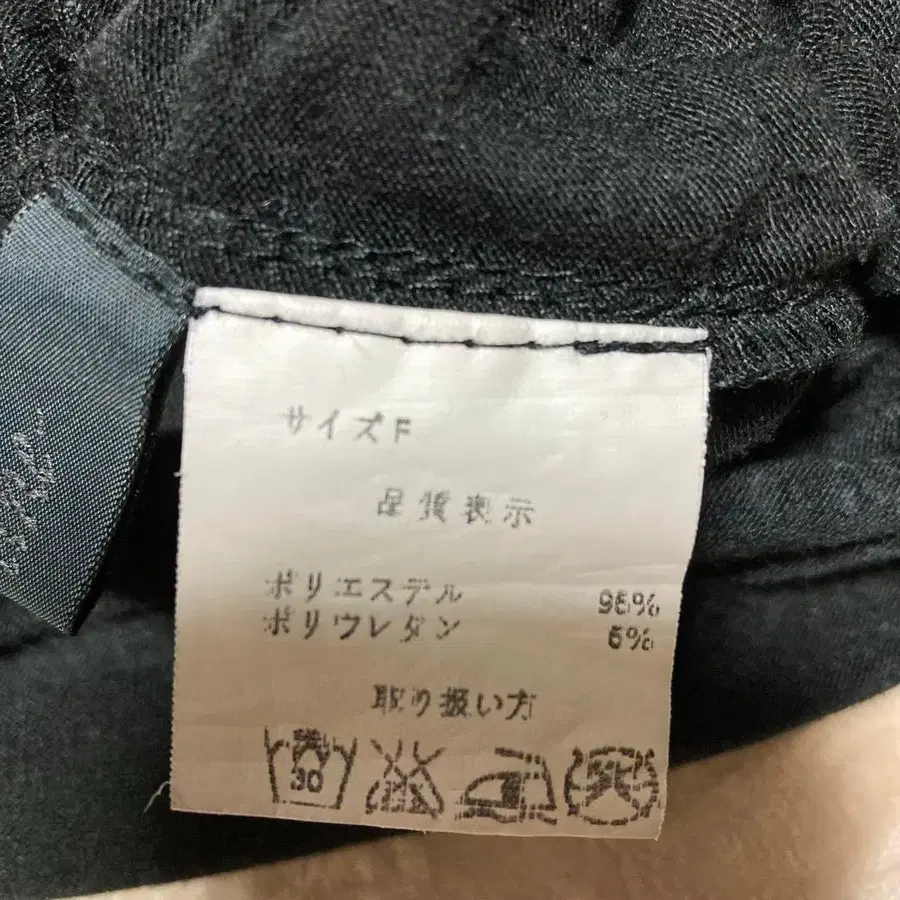 サイズF
品質表示
ポリエステル 95%
ポリウレタン 5%
取り扱い方
30